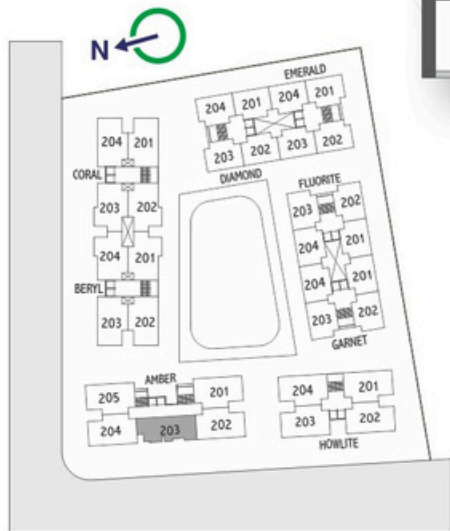 N
EMERALD
204 201 204 201
203 202 203 202
DIAMOND
204 201
CORAL
203 202
204 201
BERYL
203 202
FLUORITE
203 202
204 201
204 201
203 202
GARNET
AMBER
205 201
204 203 202
204 201
203 202
HOWLITE